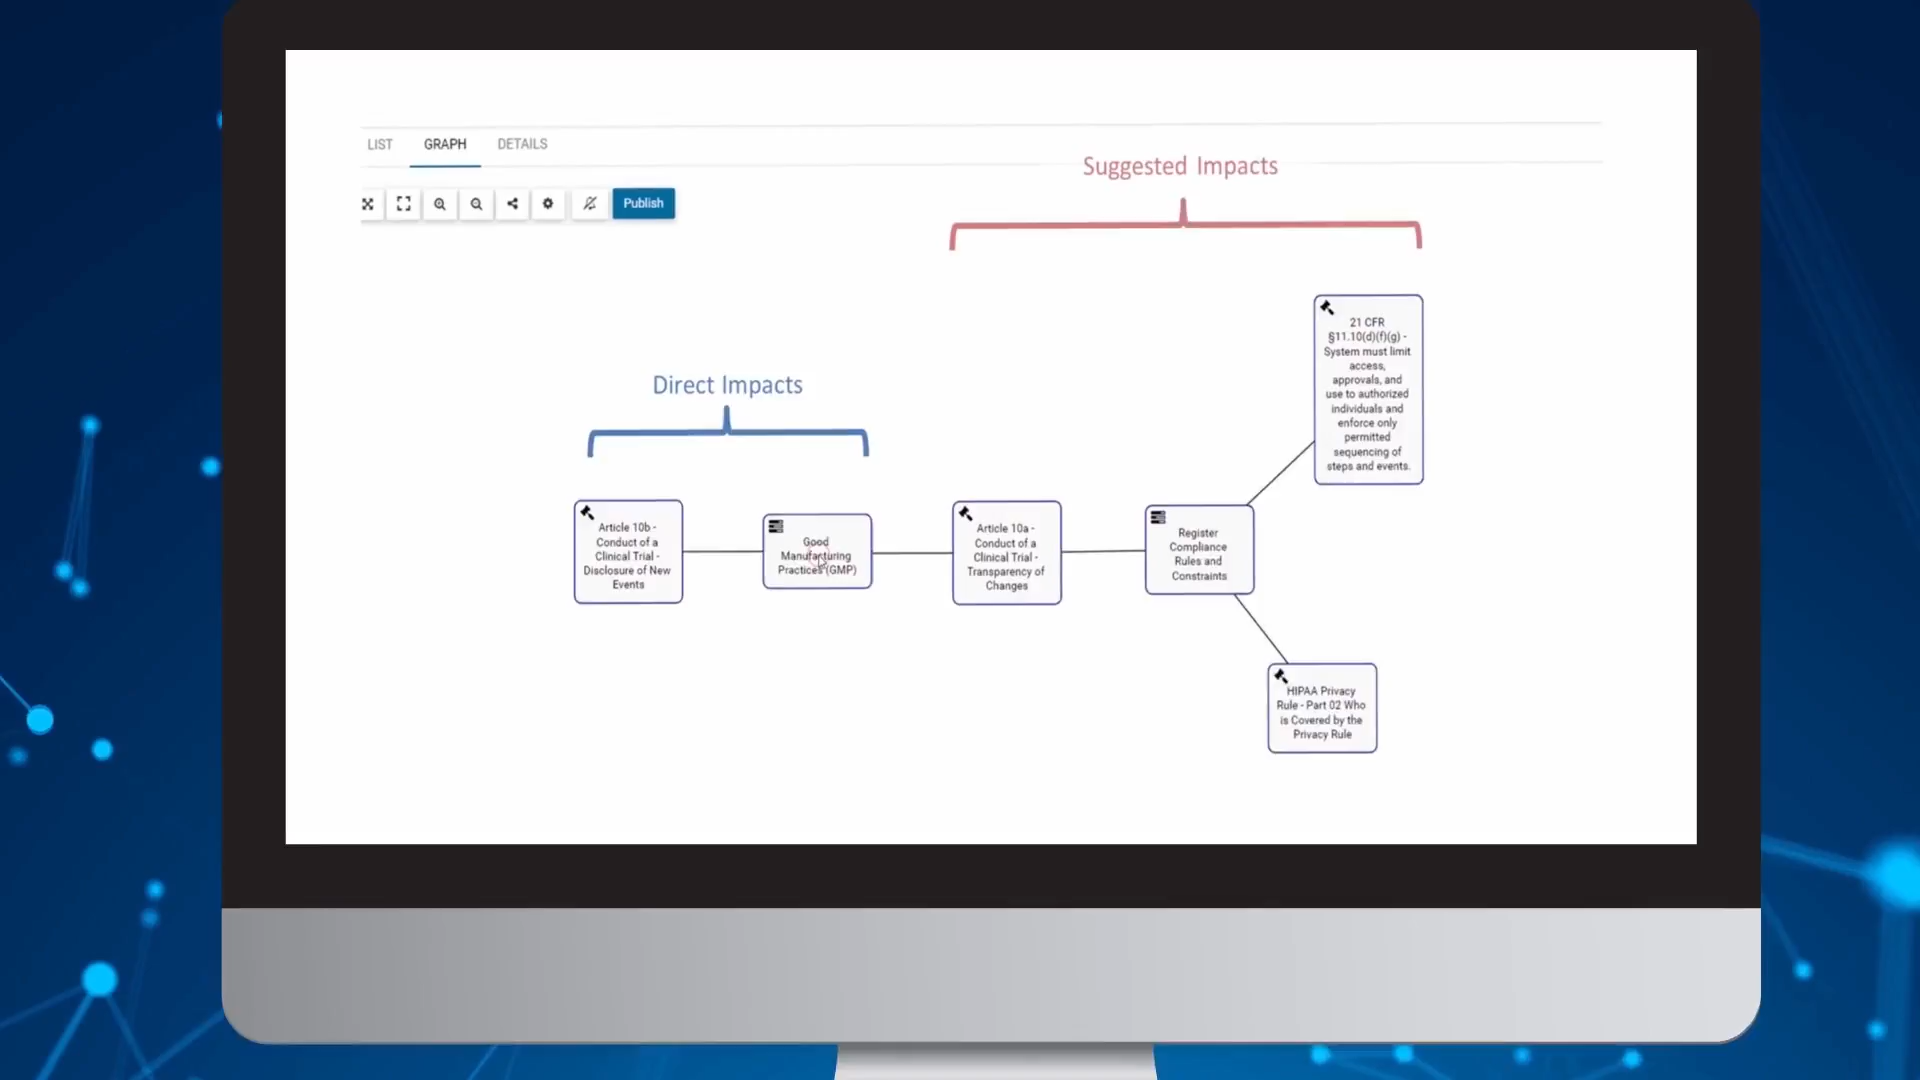 LIST GRAPH DETAILS
Suggested Impacts
Publish
21 CFR
§11.10(d)(f)(g) -
System must limit
access,
approvals, and
use to authorized
individuals and
enforce only
permitted
sequencing of
steps and events.
Direct Impacts
Article 10b -
Conduct of a
Clinical Trial -
Disclosure of New
Events
Good
Manufacturing
Practices (GMP)
Article 10a -
Conduct of a
Clinical Trial -
Transparency of
Changes
Register
Compliance
Rules and
Constraints
HIPAA Privacy
Rule - Part 02 Who
is Covered by the
Privacy Rule